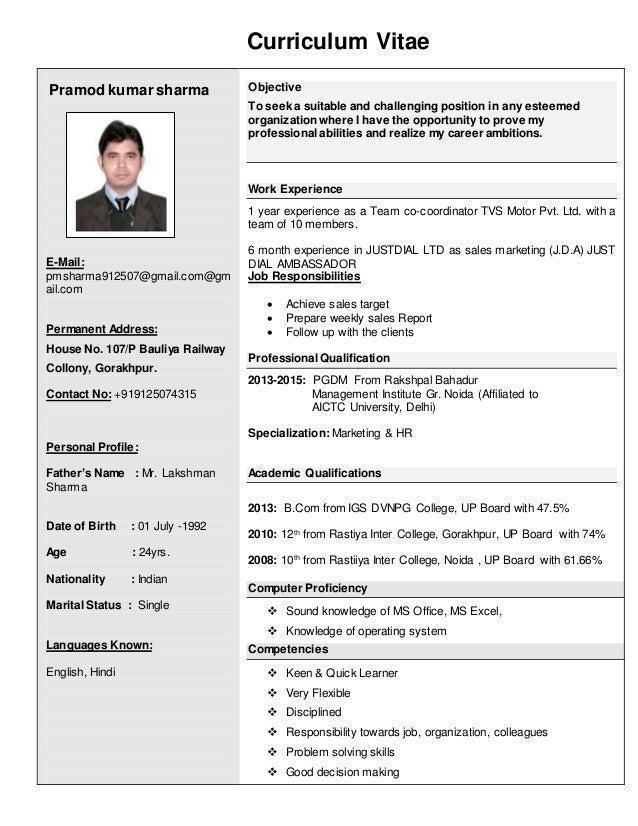 Curriculum Vitae
Pramod kumar sharma
E-Mail:
pmsharma912507@gmail.com@gm
ail.com
Permanent Address:
House No. 107/P Bauliya Railway
Collony, Gorakhpur.
Contact No: +919125074315
Personal Profile:
Father's Name : Mr. Lakshman
Sharma
Date of Birth : 01 July -1992
Age : 24yrs.
Nationality : Indian
Marital Status : Single
Languages Known:
English, Hindi
Objective
To seek a suitable and challenging position in any esteemed
organization where I have the opportunity to prove my
professional abilities and realize my career ambitions.
Work Experience
1 year experience as a Team co-coordinator TVS Motor Pvt. Ltd. with a
team of 10 members.
6 month experience in JUSTDIAL LTD as sales marketing (J.D.A) JUST
DIAL AMBASSADOR
Job Responsibilities
• Achieve sales target
• Prepare weekly sales Report
• Follow up with the clients
Professional Qualification
2013-2015: PGDM From Rakshpal Bahadur
Management Institute Gr. Noida (Affiliated to
AICTC University, Delhi)
Specialization: Marketing & HR
Academic Qualifications
2013: B.Com from IGS DVNPG College, UP Board with 47.5%
2010: 12th from Rastiya Inter College, Gorakhpur, UP Board with 74%
2008: 10th from Rastiiya Inter College, Noida , UP Board with 61.66%
Computer Proficiency
❖ Sound knowledge of MS Office, MS Excel,
❖ Knowledge of operating system
Competencies
❖ Keen & Quick Learner
❖ Very Flexible
❖ Disciplined
❖ Responsibility towards job, organization, colleagues
❖ Problem solving skills
❖ Good decision making